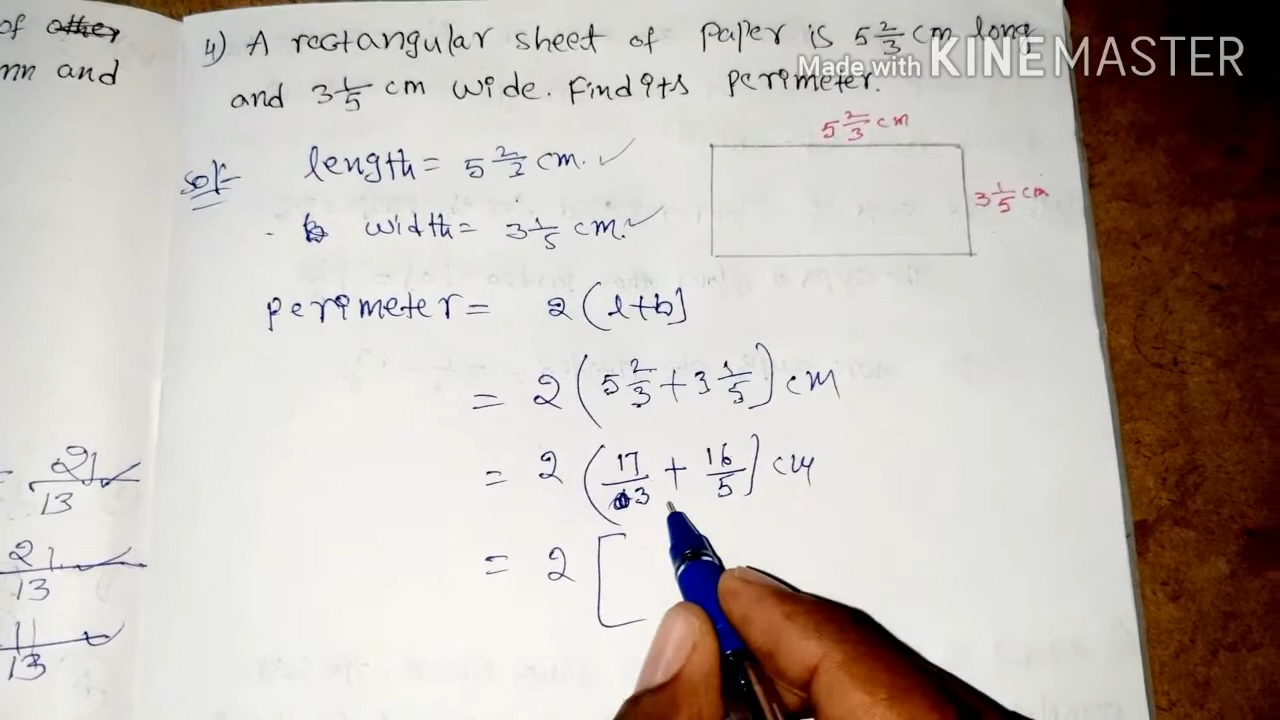 of other
mn and
4) A rectangular sheet of paper is 5 2/3 cm long
Made with KINEMASTER
and 3 1/5 cm wide. Find its perimeter.
5 2/3 cm
3 1/5 cm
Sol:-
length = 5 2/3 cm. ✓
b width = 3 1/5 cm. ✓
perimeter = 2 (l+b)
= 2 (5 2/3 + 3 1/5) cm
= 2 (17/3 + 16/5) cm
= 2 [
= 21/13
21/13
11/13